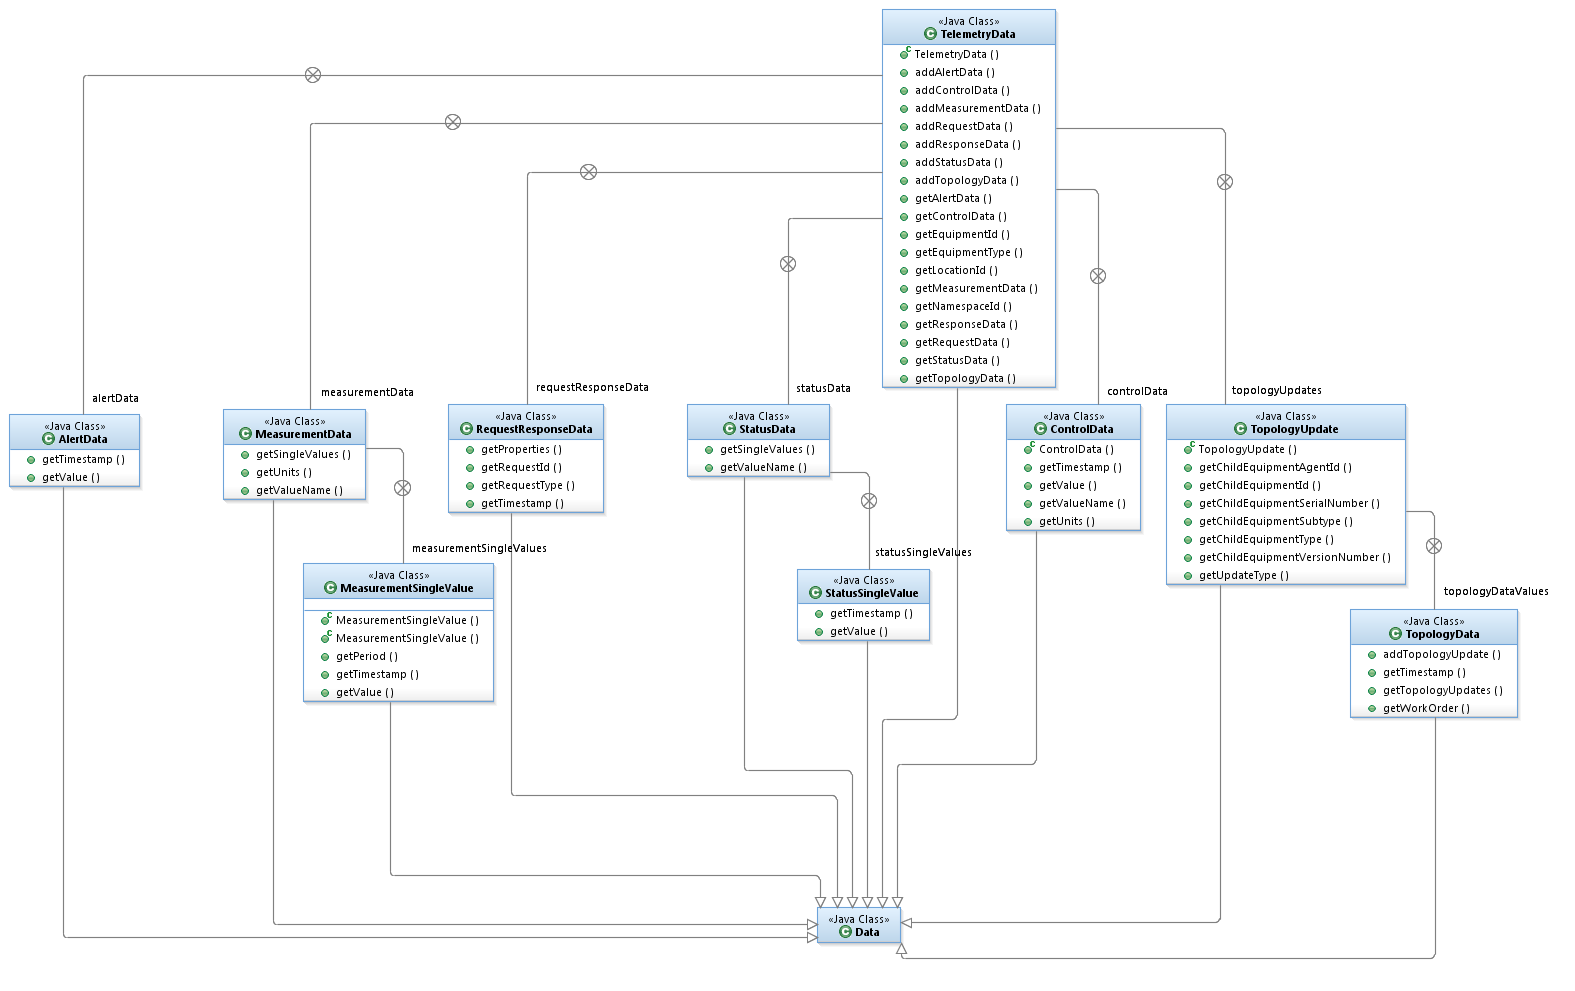 «Java Class»
TelemetryData
TelemetryData ( )
addAlertData ( )
addControlData ( )
addMeasurementData ( )
addRequestData ( )
addResponseData ( )
addStatusData ( )
addTopologyData ( )
getAlertData ( )
getControlData ( )
getEquipmentId ( )
getEquipmentType ( )
getLocationId ( )
getMeasurementData ( )
getNamespaceId ( )
getResponseData ( )
getRequestData ( )
getStatusData ( )
getTopologyData ( )
alertData
measurementData
requestResponseData
statusData
controlData
topologyUpdates
«Java Class»
AlertData
getTimestamp ( )
getValue ( )
«Java Class»
MeasurementData
getSingleValues ( )
getUnits ( )
getValueName ( )
«Java Class»
RequestResponseData
getProperties ( )
getRequestId ( )
getRequestType ( )
getTimestamp ( )
«Java Class»
StatusData
getSingleValues ( )
getValueName ( )
«Java Class»
ControlData
ControlData ( )
getTimestamp ( )
getValue ( )
getValueName ( )
getUnits ( )
«Java Class»
TopologyUpdate
TopologyUpdate ( )
getChildEquipmentAgentId ( )
getChildEquipmentId ( )
getChildEquipmentSerialNumber ( )
getChildEquipmentSubtype ( )
getChildEquipmentType ( )
getChildEquipmentVersionNumber ( )
getUpdateType ( )
measurementSingleValues
statusSingleValues
topologyDataValues
«Java Class»
MeasurementSingleValue
MeasurementSingleValue ( )
MeasurementSingleValue ( )
getPeriod ( )
getTimestamp ( )
getValue ( )
«Java Class»
StatusSingleValue
getTimestamp ( )
getValue ( )
«Java Class»
TopologyData
addTopologyUpdate ( )
getTimestamp ( )
getTopologyUpdates ( )
getWorkOrder ( )
«Java Class»
Data